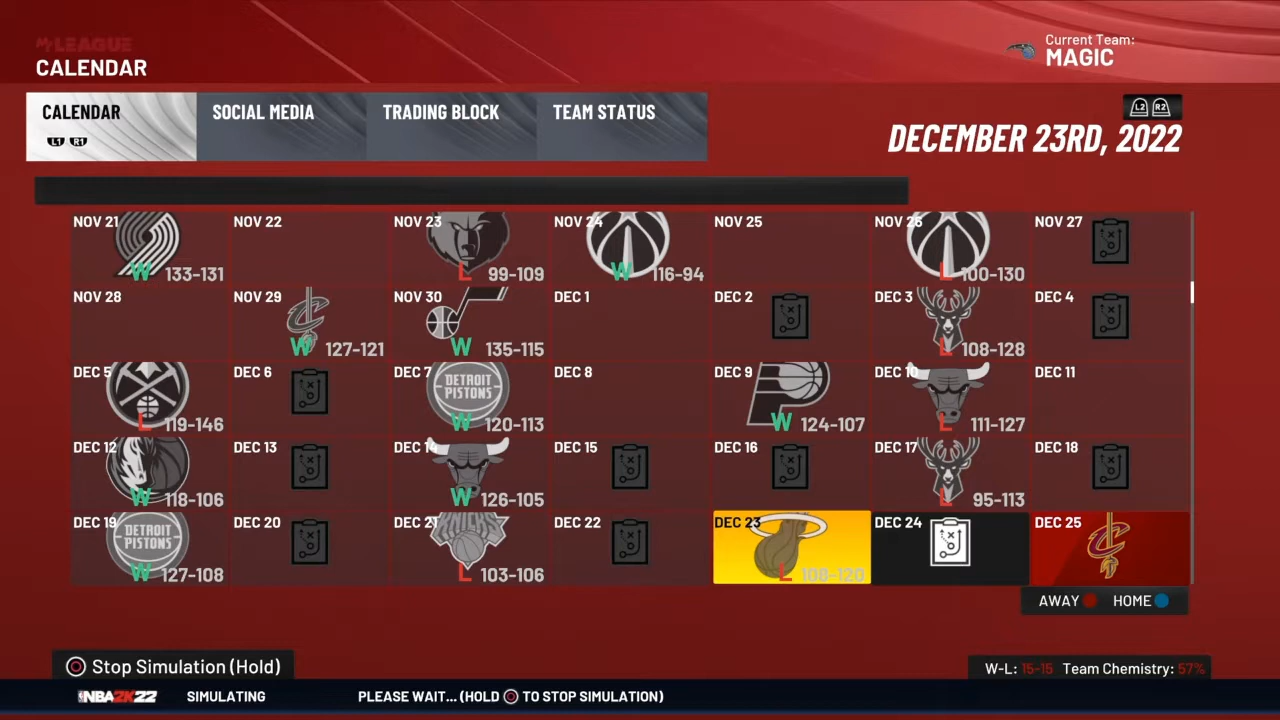 MyLEAGUE
CALENDAR
Current Team:
MAGIC
CALENDAR
L1 R1
SOCIAL MEDIA
TRADING BLOCK
TEAM STATUS
L2 R2
DECEMBER 23RD, 2022
NOV 21 W 133-131
NOV 22
NOV 23 L 99-109
NOV 24 W 116-94
NOV 25
NOV 26 L 100-130
NOV 27
NOV 28
NOV 29 W 127-121
NOV 30 W 135-115
DEC 1
DEC 2
DEC 3 L 108-128
DEC 4
DEC 5 L 119-146
DEC 6
DEC 7 DETROIT PISTONS W 120-113
DEC 8
DEC 9 W 124-107
DEC 10 L 111-127
DEC 11
DEC 12 W 118-106
DEC 13
DEC 14 W 126-105
DEC 15
DEC 16
DEC 17 L 95-113
DEC 18
DEC 19 DETROIT PISTONS W 127-108
DEC 20
DEC 21 KNICKS L 103-106
DEC 22
DEC 23 L 108-120
DEC 24
DEC 25
AWAY HOME
Stop Simulation (Hold)
W-L: 15-15 Team Chemistry: 57%
NBA2K22 SIMULATING PLEASE WAIT... (HOLD TO STOP SIMULATION)